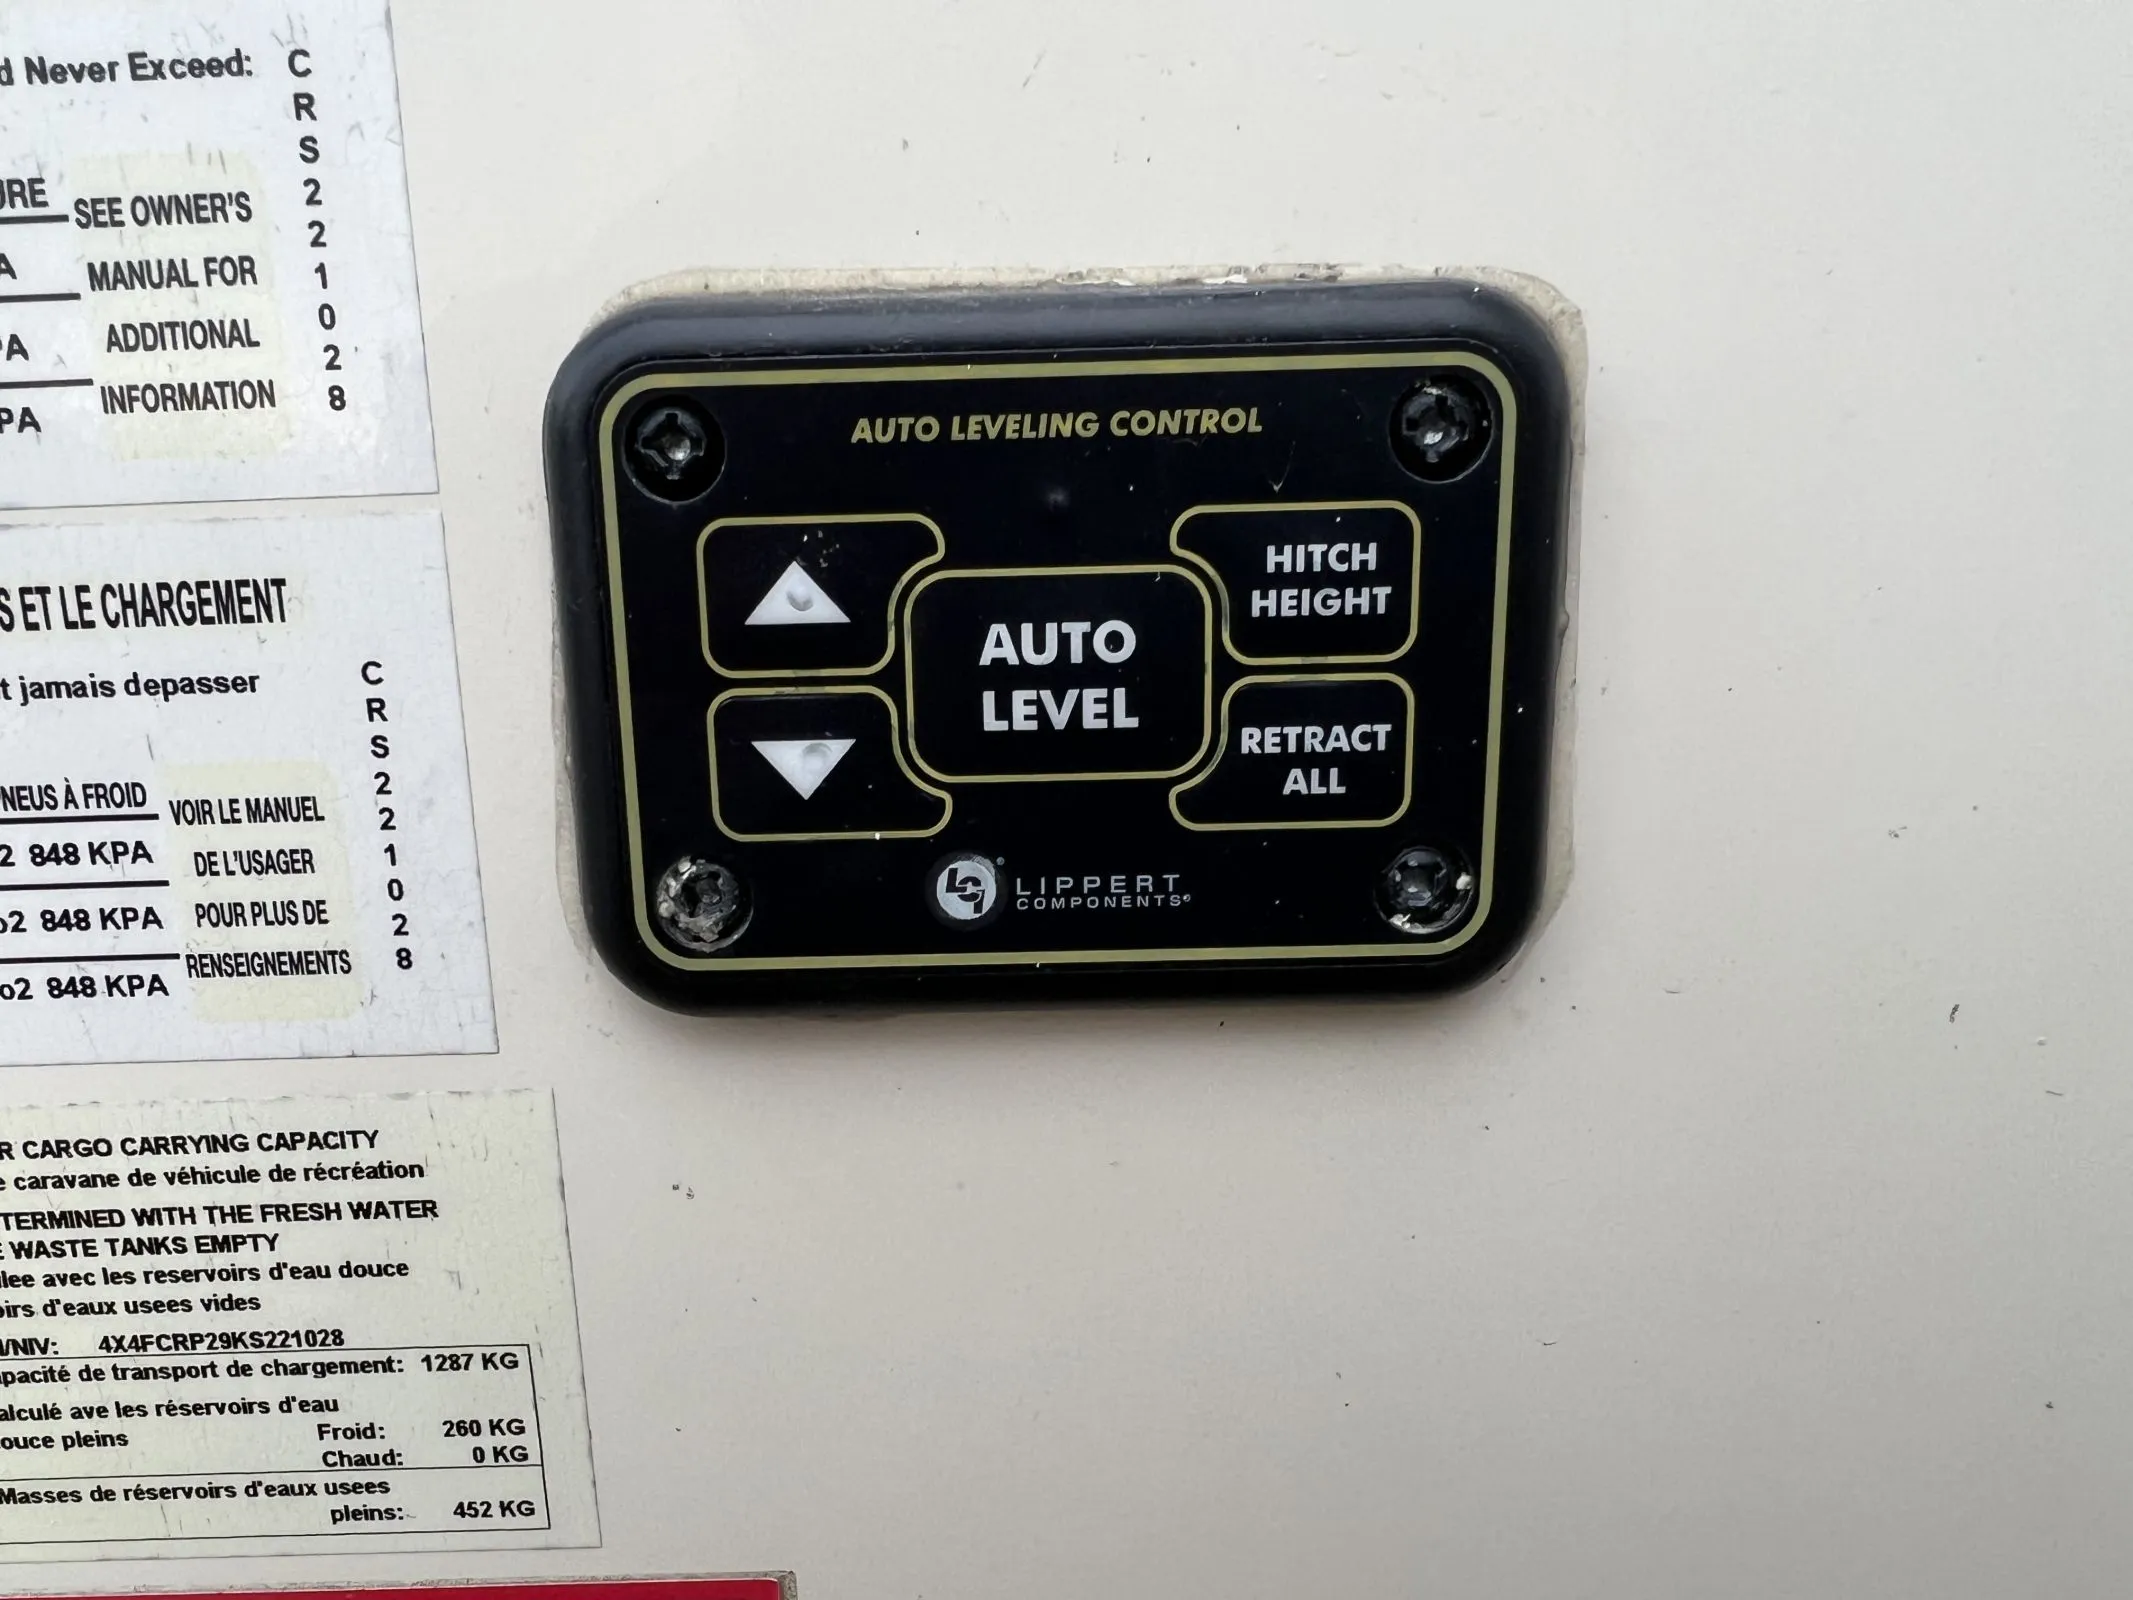 d Never Exceed:
URE
SEE OWNER'S
MANUAL FOR
PA
ADDITIONAL
PA
INFORMATION
C
R
S
2
2
1
0
2
8
S ET LE CHARGEMENT
t jamais depasser
NEUS À FROID
VOIR LE MANUEL
2 848 KPA
DE L'USAGER
o2 848 KPA
POUR PLUS DE
RENSEIGNEMENTS
o2 848 KPA
C
R
S
2
2
1
0
2
8
R CARGO CARRYING CAPACITY
e caravane de véhicule de récréation
TERMINED WITH THE FRESH WATER
E WASTE TANKS EMPTY
lee avec les reservoirs d'eau douce
oirs d'eaux usees vides
/NIV: 4X4FCRP29KS221028
pacité de transport de chargement: 1287 KG
alculé ave les réservoirs d'eau
ouce pleins
Froid: 260 KG
Chaud: 0 KG
Masses de réservoirs d'eaux usees
pleins: 452 KG
AUTO LEVELING CONTROL
HITCH
HEIGHT
AUTO
LEVEL
RETRACT
ALL
LCI® LIPPERT
COMPONENTS®